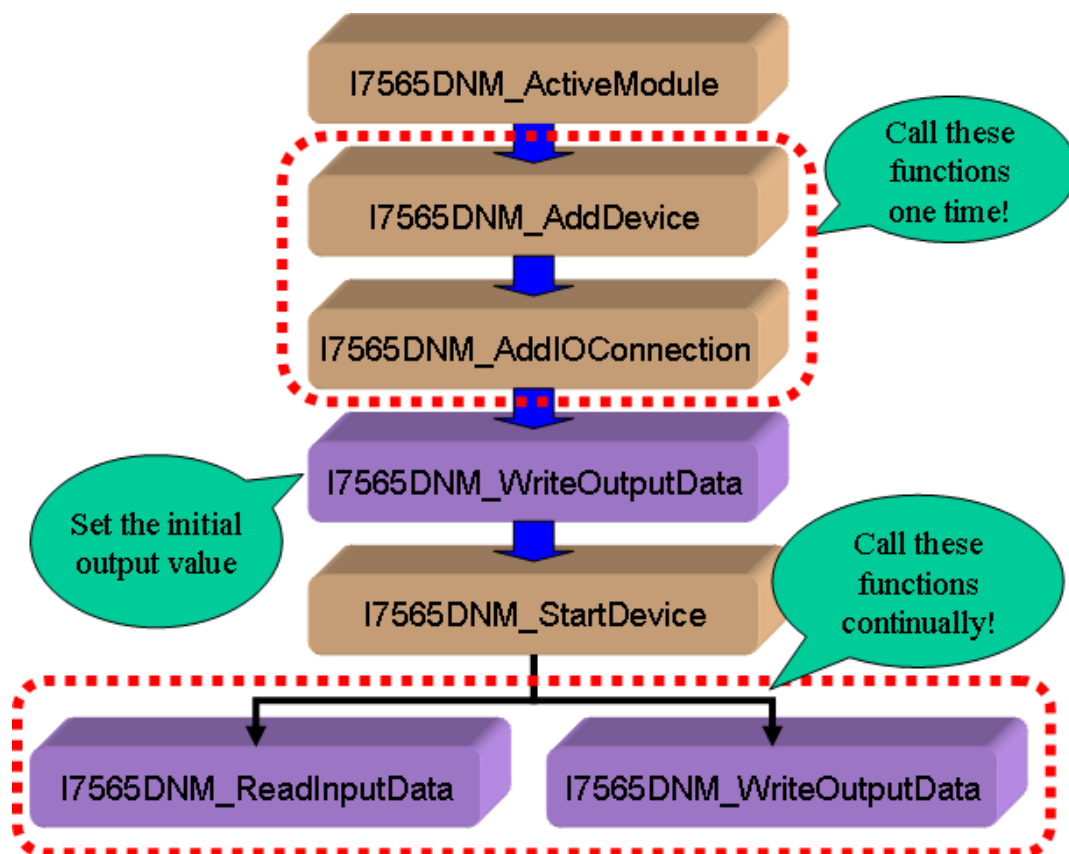 I7565DNM_ActiveModule
Call these
functions
one time!
I7565DNM_AddDevice
I7565DNM_AddIOConnection
I7565DNM_WriteOutputData
Set the initial
output value
Call these
functions
continually!
I7565DNM_StartDevice
I7565DNM_ReadInputData
I7565DNM_WriteOutputData